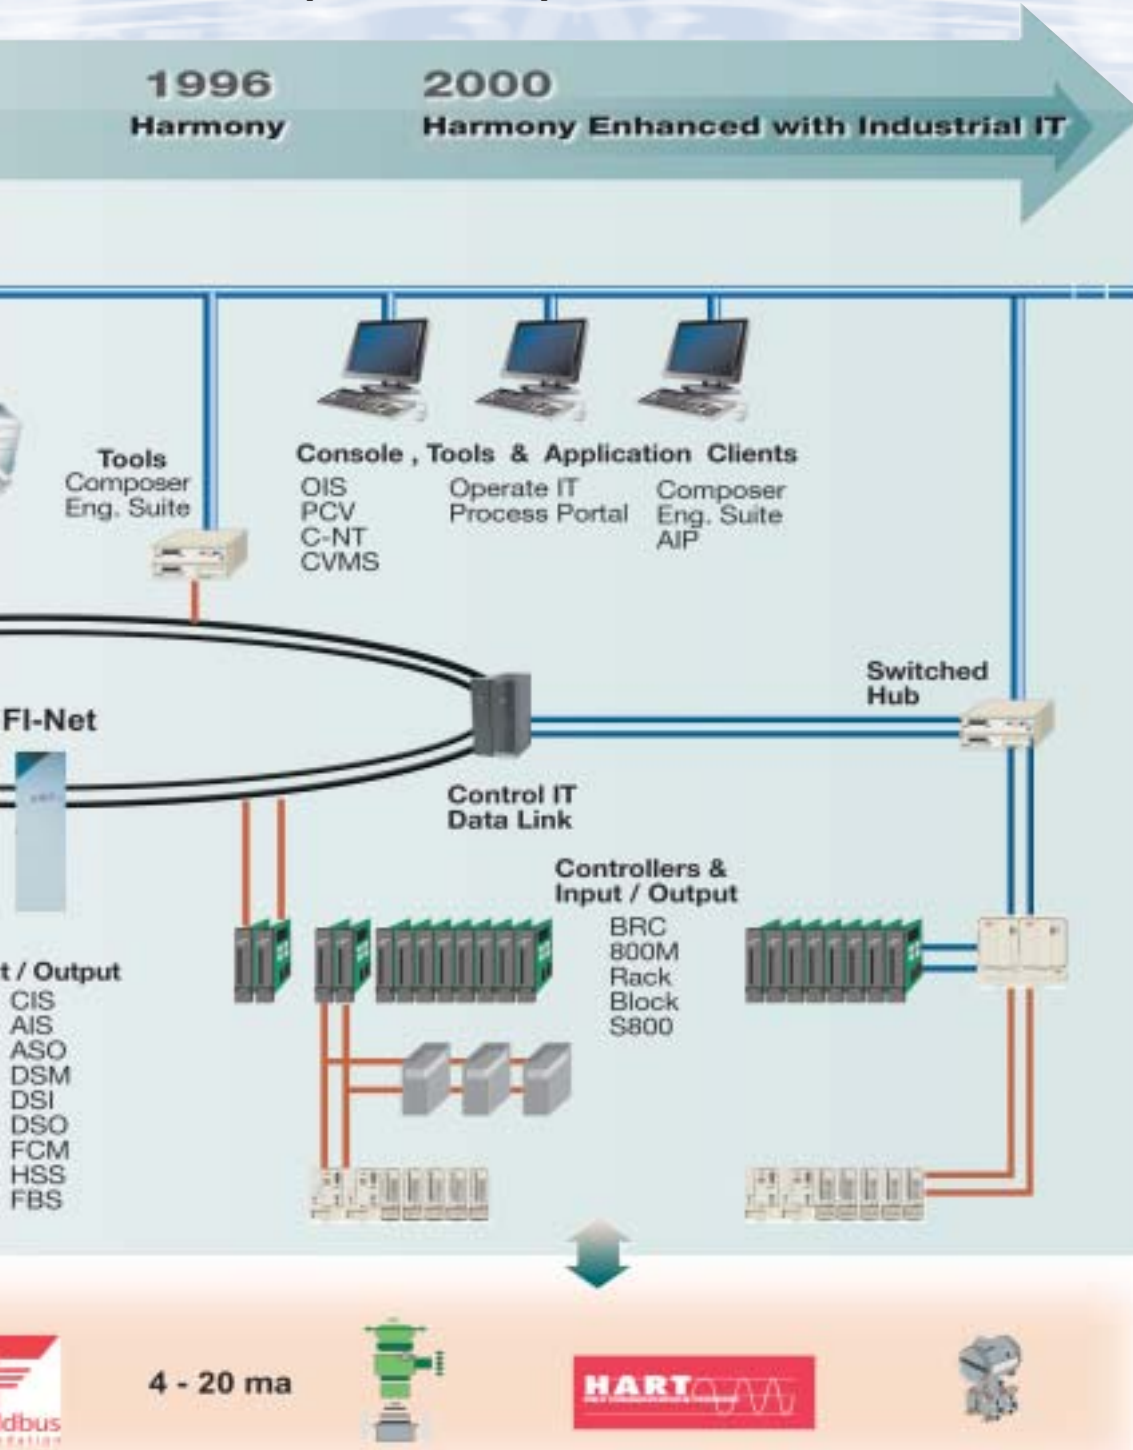 1996
Harmony
2000
Harmony Enhanced with Industrial IT
Tools
Composer
Eng. Suite
Console , Tools & Application Clients
OIS
PCV
C-NT
CVMS
Operate IT
Process Portal
Composer
Eng. Suite
AIP
Switched
Hub
FI-Net
Control IT
Data Link
Controllers &
Input / Output
BRC
800M
Rack
Block
S800
t / Output
CIS
AIS
ASO
DSM
DSI
DSO
FCM
HSS
FBS
4 - 20 ma
HART
ldbus